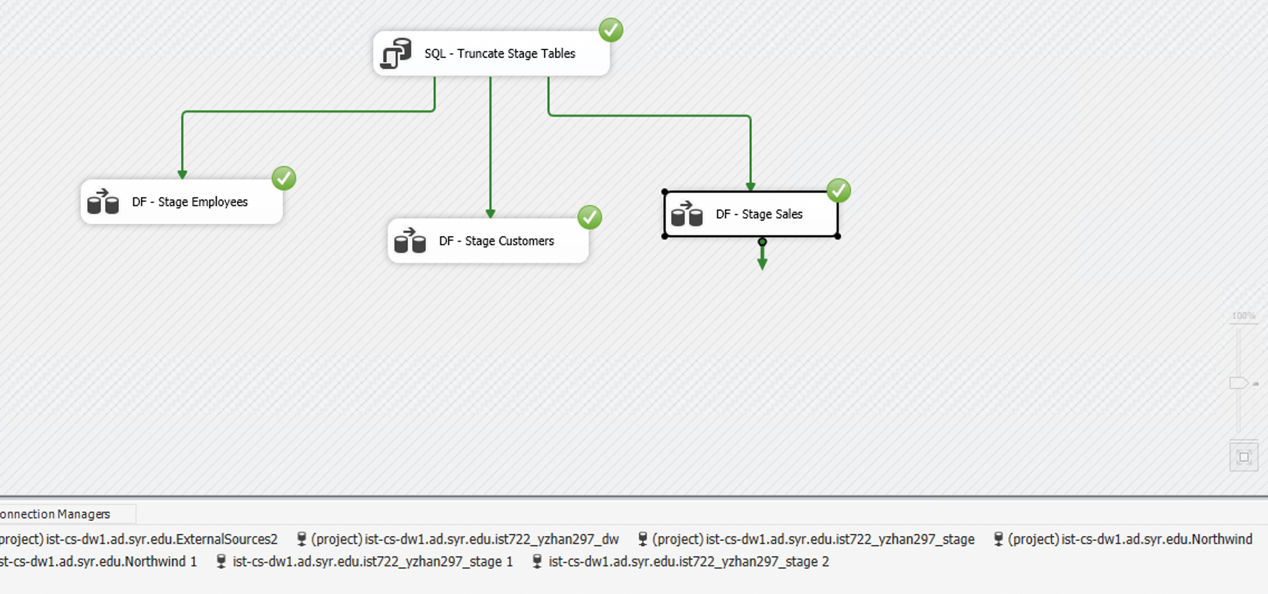 SQL - Truncate Stage Tables
DF - Stage Employees
DF - Stage Customers
DF - Stage Sales
100%
onnection Managers
project) ist-cs-dw1.ad.syr.edu.ExternalSources2 (project) ist-cs-dw1.ad.syr.edu.ist722_yzhan297_dw (project) ist-cs-dw1.ad.syr.edu.ist722_yzhan297_stage (project) ist-cs-dw1.ad.syr.edu.Northwind
st-cs-dw1.ad.syr.edu.Northwind 1 ist-cs-dw1.ad.syr.edu.ist722_yzhan297_stage 1 ist-cs-dw1.ad.syr.edu.ist722_yzhan297_stage 2